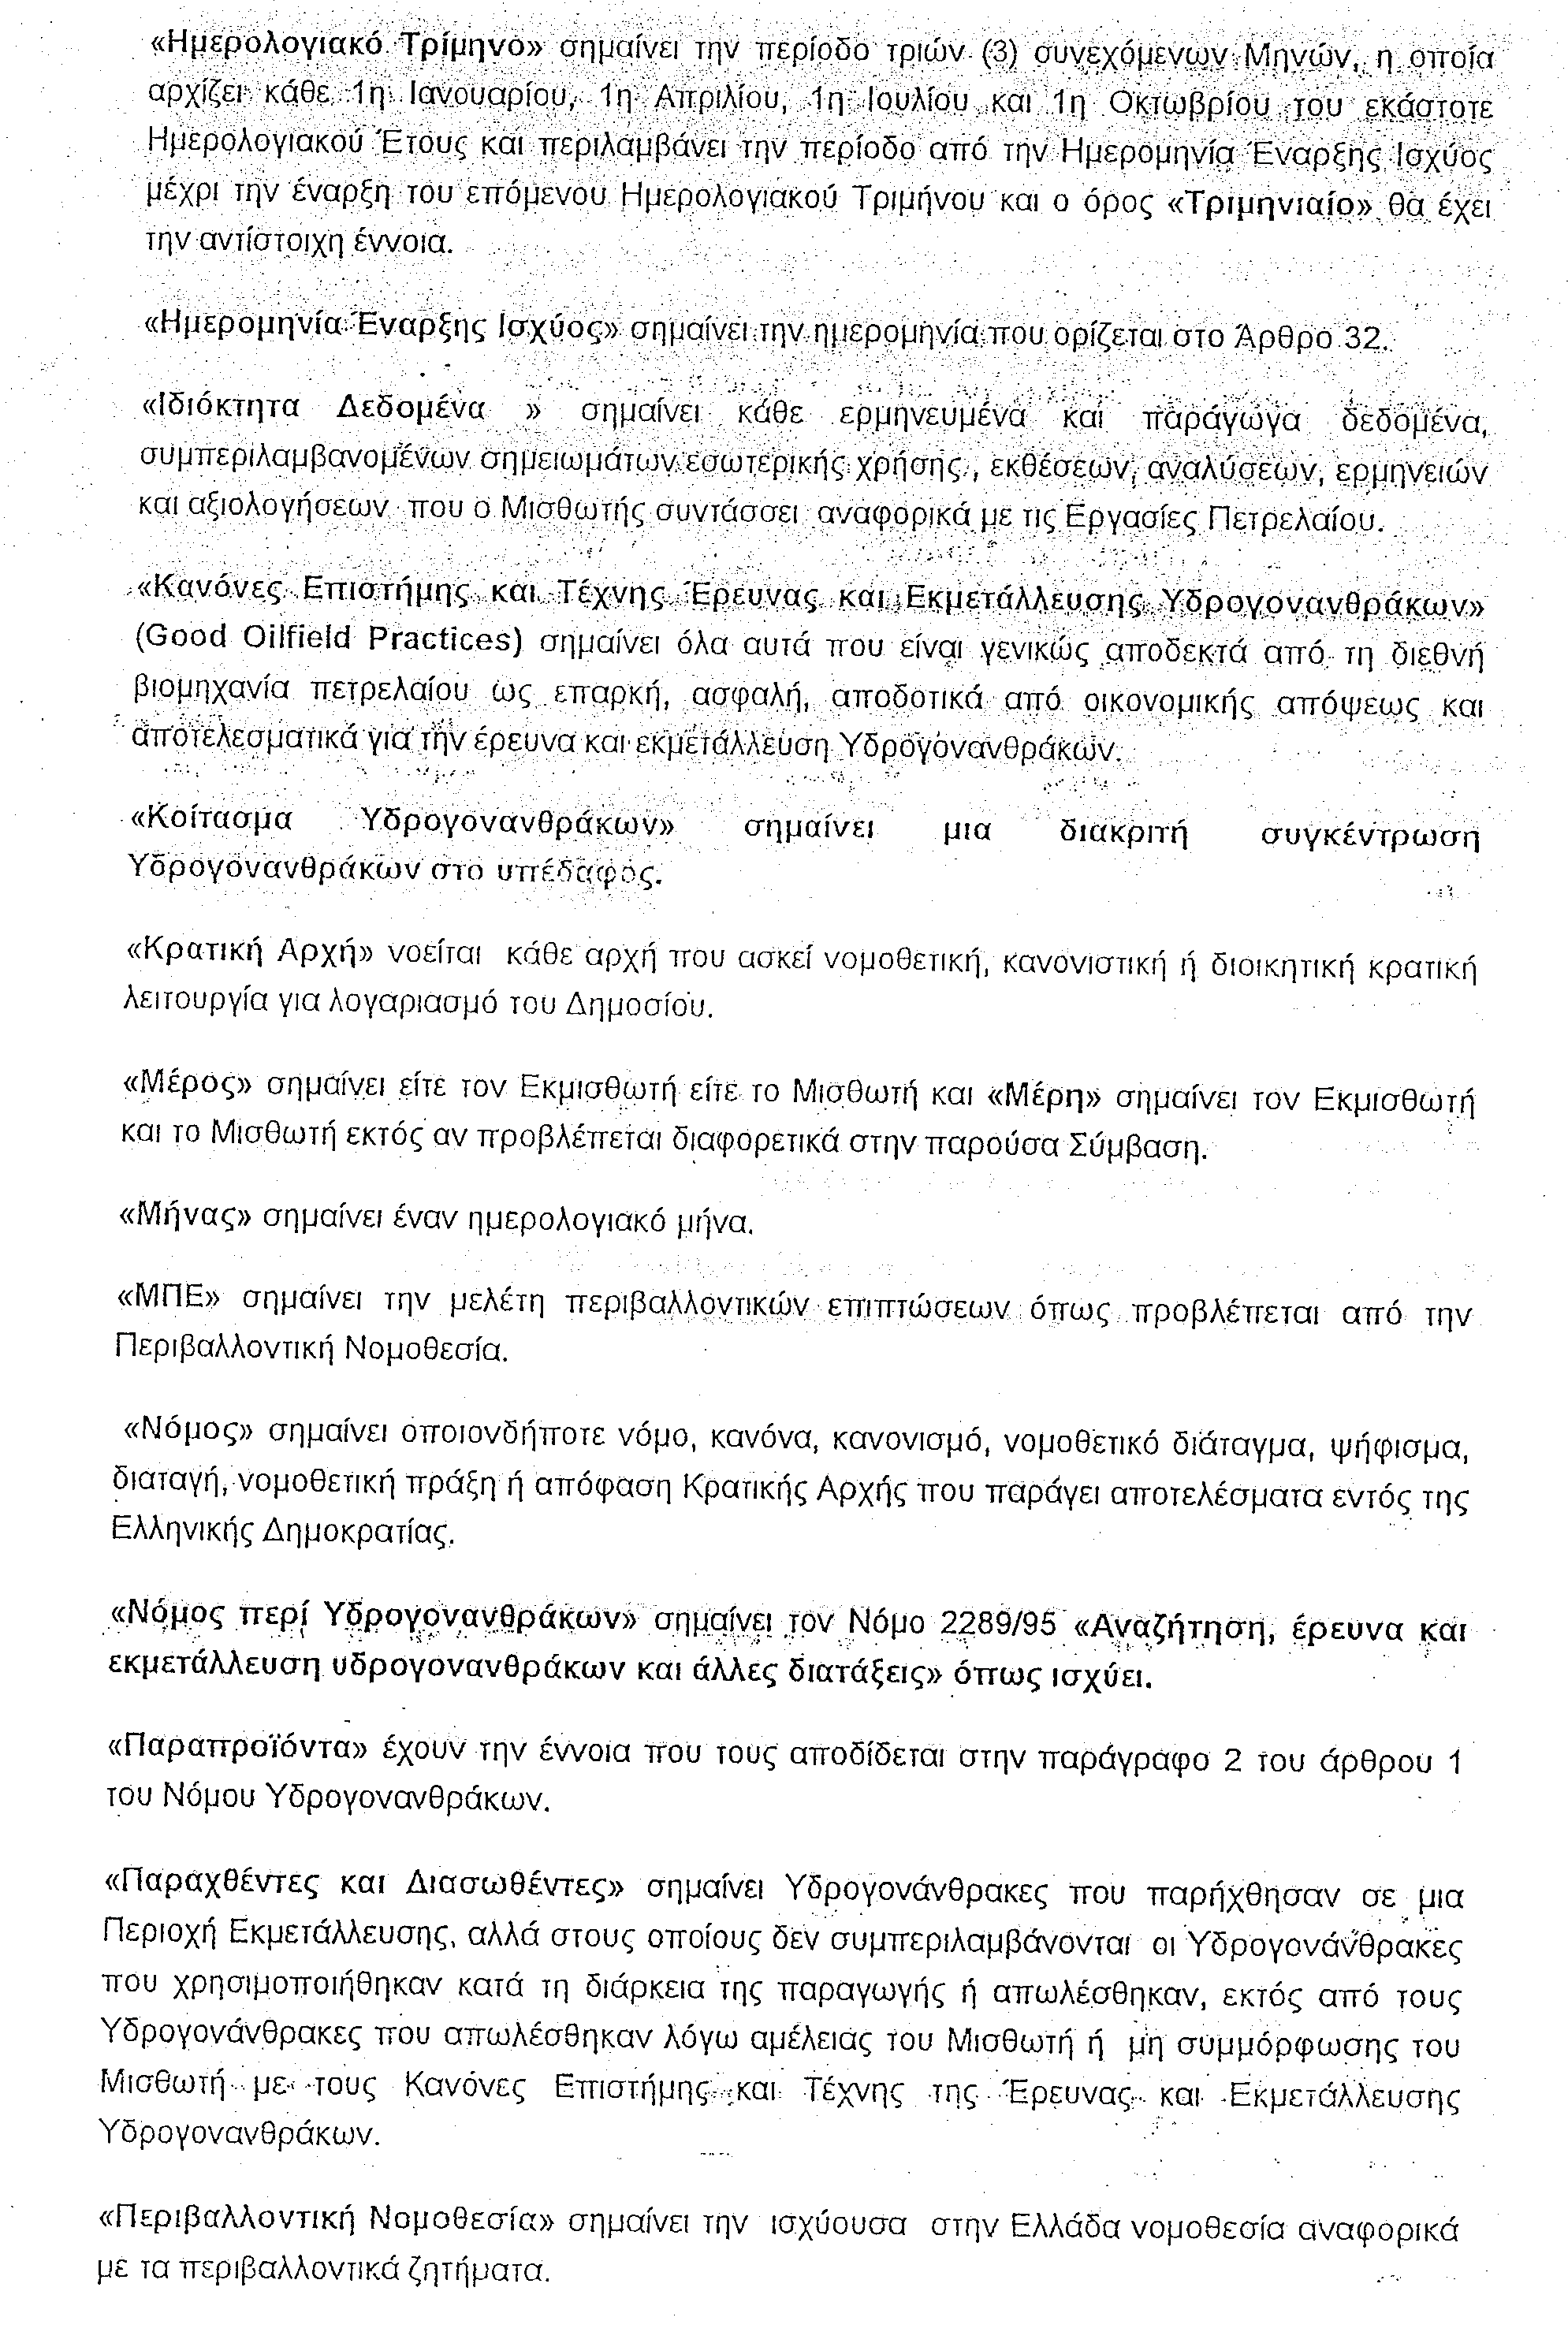 «Ημερολογιακό Τρίμηνο» σημαίνει την περίοδο τριών (3) συνεχόμενων Μηνών, η οποία
αρχίζει κάθε 1η Ιανουαρίου, 1η Απριλίου, 1η Ιουλίου και 1η Οκτωβρίου του εκάστοτε
Ημερολογιακού Έτους και περιλαμβάνει την περίοδο από την Ημερομηνία Έναρξης Ισχύος
μέχρι την έναρξη του επόμενου Ημερολογιακού Τριμήνου και ο όρος «Τριμηνιαίο» θα έχει
την αντίστοιχη έννοια.
«Ημερομηνία Έναρξης Ισχύος» σημαίνει την ημερομηνία που ορίζεται στο Άρθρο 32.
«Ιδιόκτητα Δεδομένα » σημαίνει κάθε ερμηνευμένα και παράγωγα δεδομένα,
συμπεριλαμβανομένων σημειωμάτων εσωτερικής χρήσης, εκθέσεων, αναλύσεων, ερμηνειών
και αξιολογήσεων που ο Μισθωτής συντάσσει αναφορικά με τις Εργασίες Πετρελαίου.
«Κανόνες Επιστήμης και Τέχνης Έρευνας και Εκμετάλλευσης Υδρογονανθράκων»
(Good Oilfield Practices) σημαίνει όλα αυτά που είναι γενικώς αποδεκτά από τη διεθνή
βιομηχανία πετρελαίου ως επαρκή, ασφαλή, αποδοτικά από οικονομικής απόψεως και
αποτελεσματικά για την έρευνα και εκμετάλλευση Υδρογονανθράκων.
«Κοίτασμα Υδρογονανθράκων» σημαίνει μια διακριτή συγκέντρωση
Υδρογονανθράκων στο υπέδαφος.
«Κρατική Αρχή» νοείται κάθε αρχή που ασκεί νομοθετική, κανονιστική ή διοικητική κρατική
λειτουργία για λογαριασμό του Δημοσίου.
«Μέρος» σημαίνει είτε τον Εκμισθωτή είτε το Μισθωτή και «Μέρη» σημαίνει τον Εκμισθωτή
και το Μισθωτή εκτός αν προβλέπεται διαφορετικά στην παρούσα Σύμβαση.
«Μήνας» σημαίνει έναν ημερολογιακό μήνα.
«ΜΠΕ» σημαίνει την μελέτη περιβαλλοντικών επιπτώσεων όπως προβλέπεται από την
Περιβαλλοντική Νομοθεσία.
«Νόμος» σημαίνει οποιονδήποτε νόμο, κανόνα, κανονισμό, νομοθετικό διάταγμα, ψήφισμα,
διαταγή, νομοθετική πράξη ή απόφαση Κρατικής Αρχής που παράγει αποτελέσματα εντός της
Ελληνικής Δημοκρατίας.
«Νόμος περί Υδρογονανθράκων» σημαίνει τον Νόμο 2289/95 «Αναζήτηση, έρευνα και
εκμετάλλευση υδρογονανθράκων και άλλες διατάξεις» όπως ισχύει.
«Παραπροϊόντα» έχουν την έννοια που τους αποδίδεται στην παράγραφο 2 του άρθρου 1
του Νόμου Υδρογονανθράκων.
«Παραχθέντες και Διασωθέντες» σημαίνει Υδρογονάνθρακες που παρήχθησαν σε μια
Περιοχή Εκμετάλλευσης, αλλά στους οποίους δεν συμπεριλαμβάνονται οι Υδρογονάνθρακες
που χρησιμοποιήθηκαν κατά τη διάρκεια της παραγωγής ή απωλέσθηκαν, εκτός από τους
Υδρογονάνθρακες που απωλέσθηκαν λόγω αμέλειας του Μισθωτή ή μη συμμόρφωσης του
Μισθωτή με τους Κανόνες Επιστήμης και Τέχνης της Έρευνας και Εκμετάλλευσης
Υδρογονανθράκων.
«Περιβαλλοντική Νομοθεσία» σημαίνει την ισχύουσα στην Ελλάδα νομοθεσία αναφορικά
με τα περιβαλλοντικά ζητήματα.